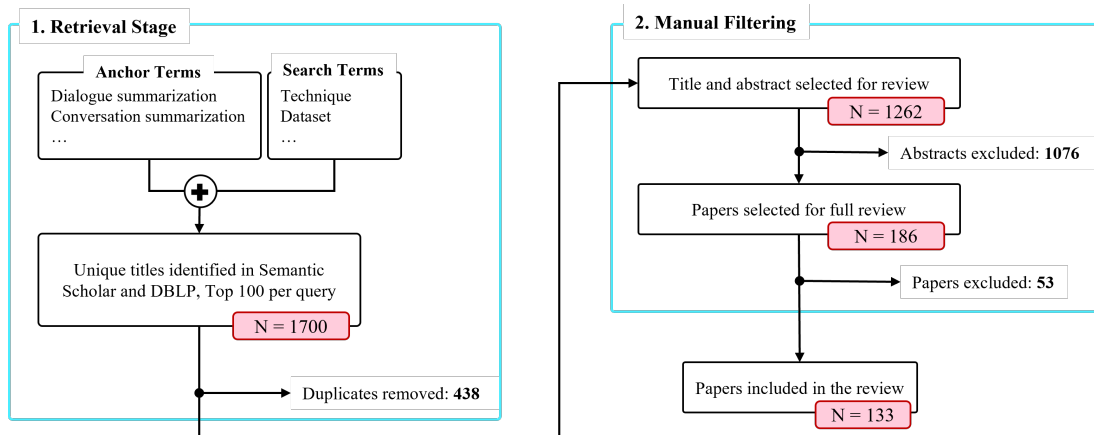 1. Retrieval Stage
Anchor Terms
Dialogue summarization
Conversation summarization
…
Search Terms
Technique
Dataset
…
Unique titles identified in Semantic
Scholar and DBLP, Top 100 per query
N = 1700
Duplicates removed: 438
2. Manual Filtering
Title and abstract selected for review
N = 1262
Abstracts excluded: 1076
Papers selected for full review
N = 186
Papers excluded: 53
Papers included in the review
N = 133